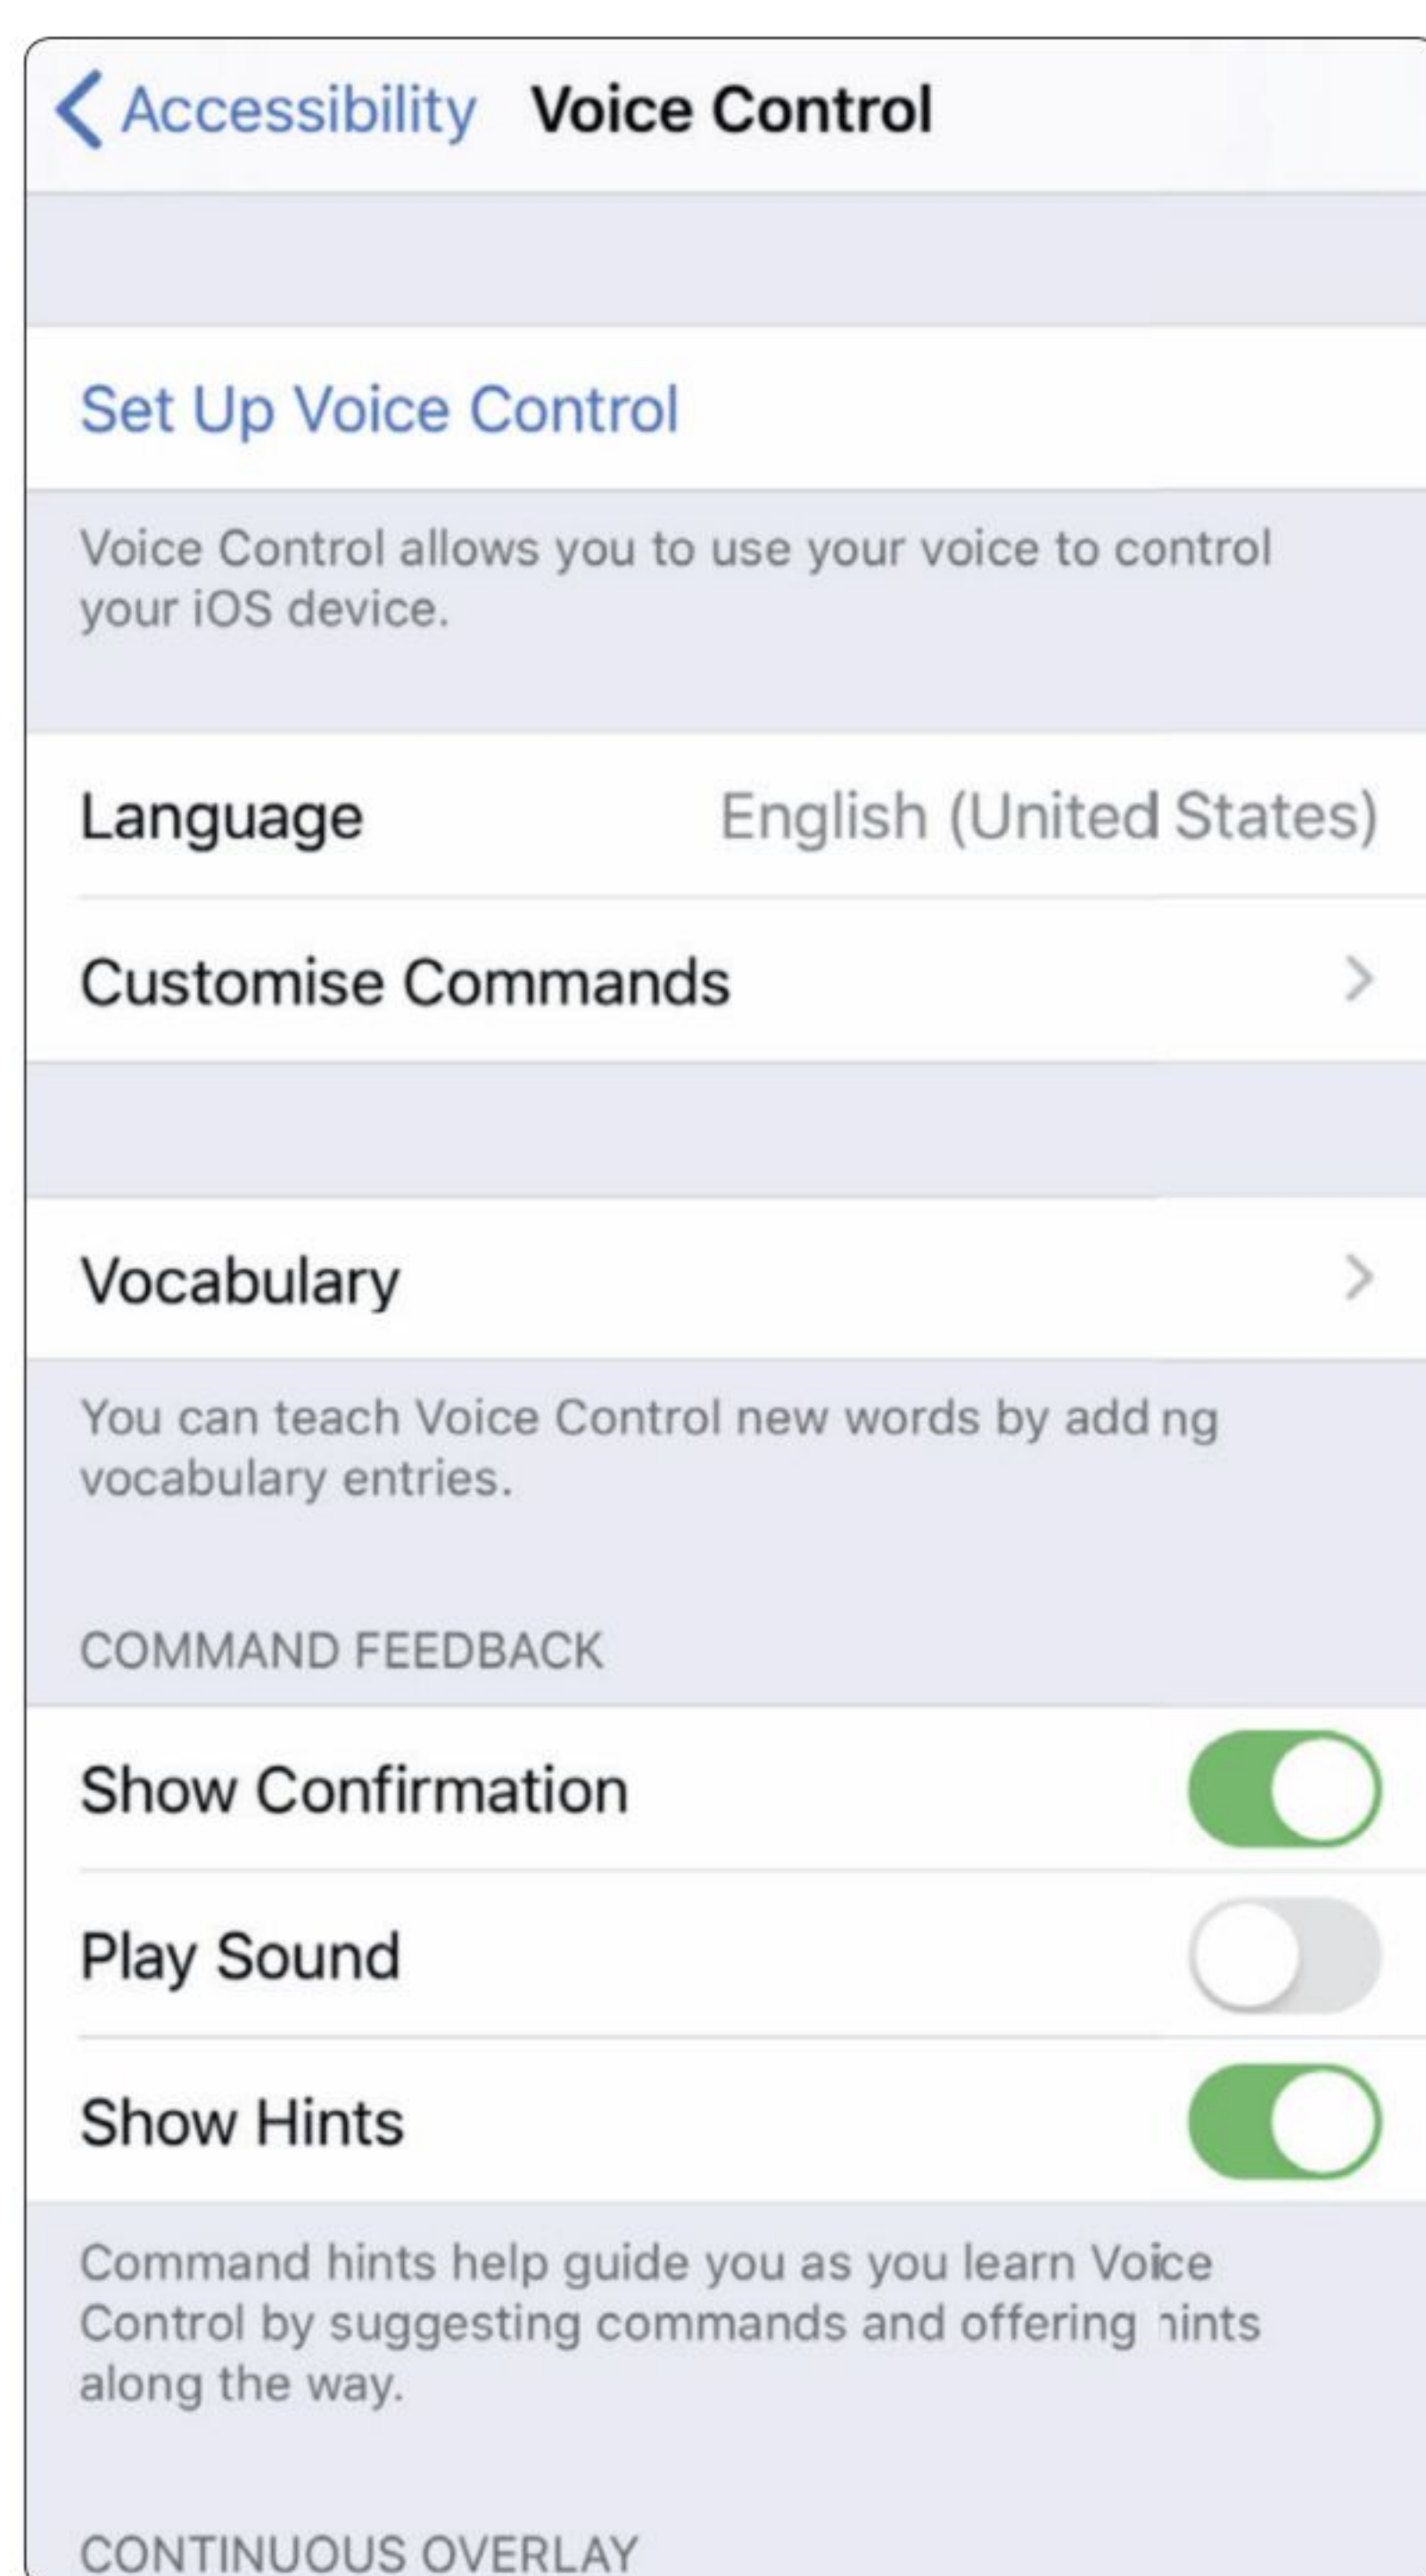 Accessibility Voice Control
Set Up Voice Control
Voice Control allows you to use your voice to control
your iOS device.
Language English (United States)
Customise Commands
Vocabulary
You can teach Voice Control new words by add ng
vocabulary entries.
COMMAND FEEDBACK
Show Confirmation
Play Sound
Show Hints
Command hints help guide you as you learn Voice
Control by suggesting commands and offering hints
along the way.
CONTINUOUS OVERLAY